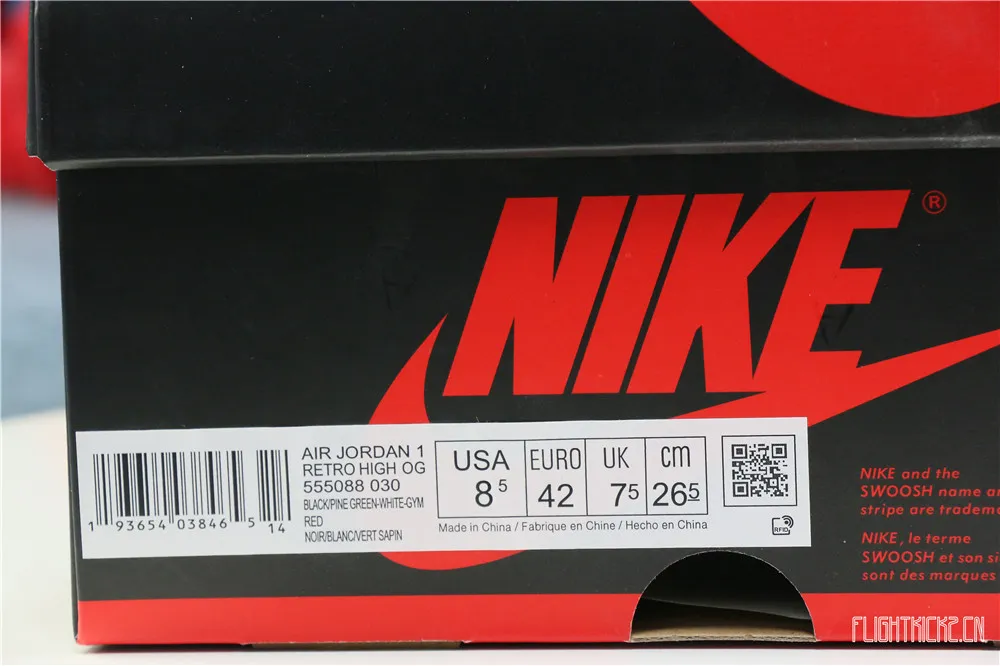 NIKE®
AIR JORDAN 1
RETRO HIGH OG
555088 030
BLACK/PINE GREEN-WHITE-GYM
RED
NOIR/BLANC/VERT SAPIN
1 93654 03846 5 14
USA EURO UK cm
8 5 42 7 5 26 5
Made in China / Fabrique en Chine / Hecho en China
RFID
NIKE and the
SWOOSH name an
stripe are tradema
NIKE, le terme
SWOOSH et son si
sont des marques
FLIGHTKICKZ.CN